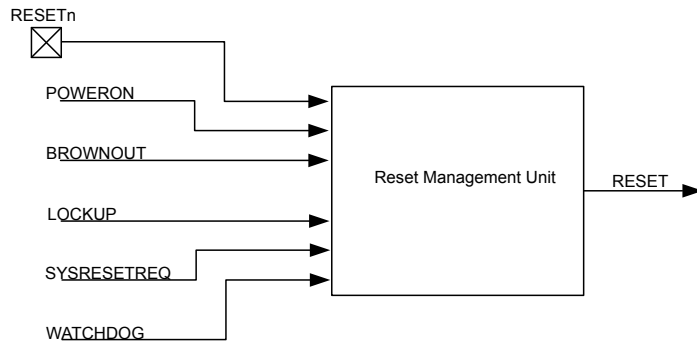 RESETn
POWERON
BROWNOUT
LOCKUP
SYSRESETREQ
WATCHDOG
Reset Management Unit
RESET